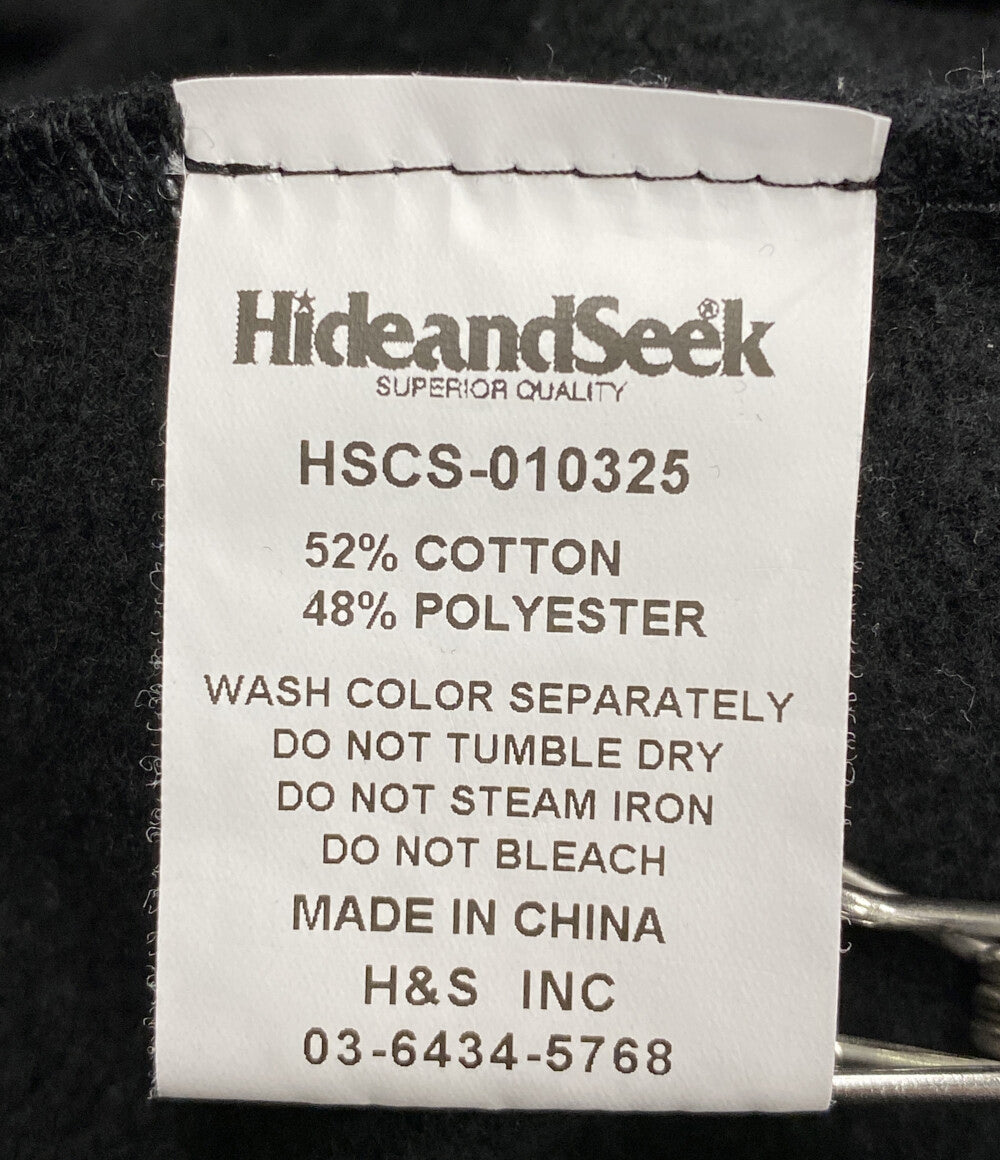 HideandSeek
SUPERIOR QUALITY
HSCS-010325
52% COTTON
48% POLYESTER
WASH COLOR SEPARATELY
DO NOT TUMBLE DRY
DO NOT STEAM IRON
DO NOT BLEACH
MADE IN CHINA
H&S INC
03-6434-5768